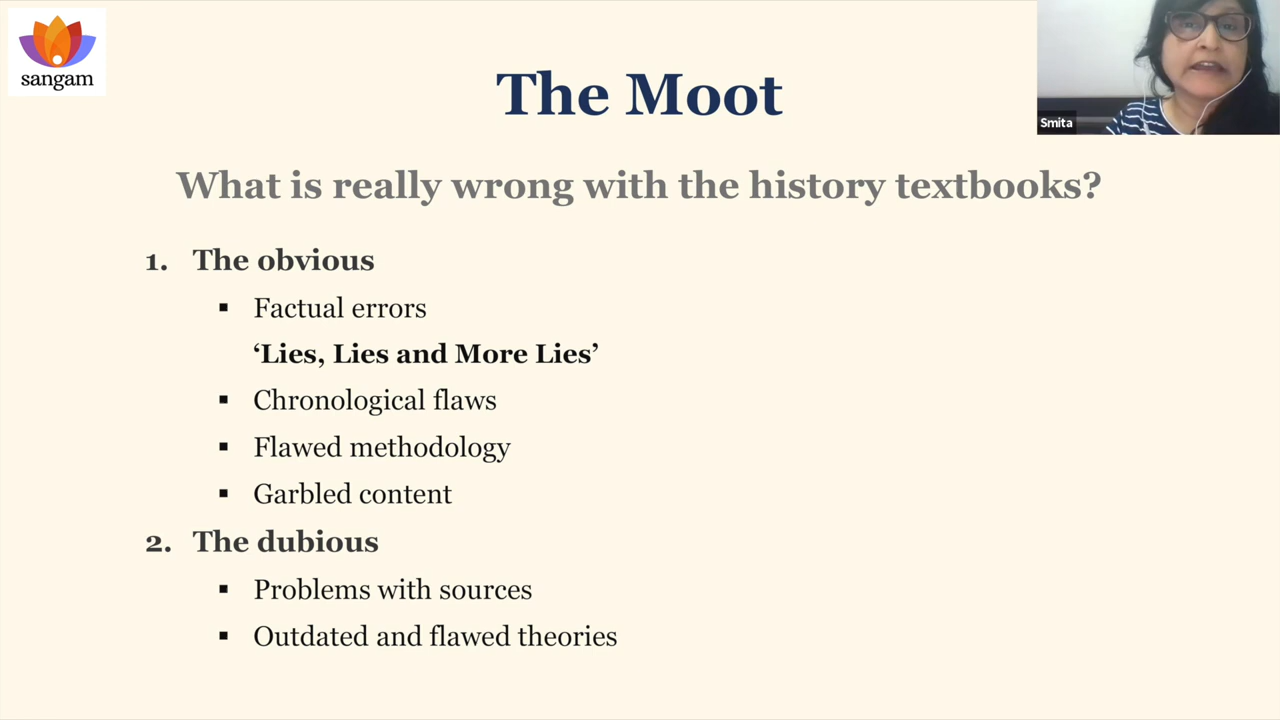 sangam
The Moot
Smita
What is really wrong with the history textbooks?
1. The obvious
▪ Factual errors
‘Lies, Lies and More Lies’
▪ Chronological flaws
▪ Flawed methodology
▪ Garbled content
2. The dubious
▪ Problems with sources
▪ Outdated and flawed theories